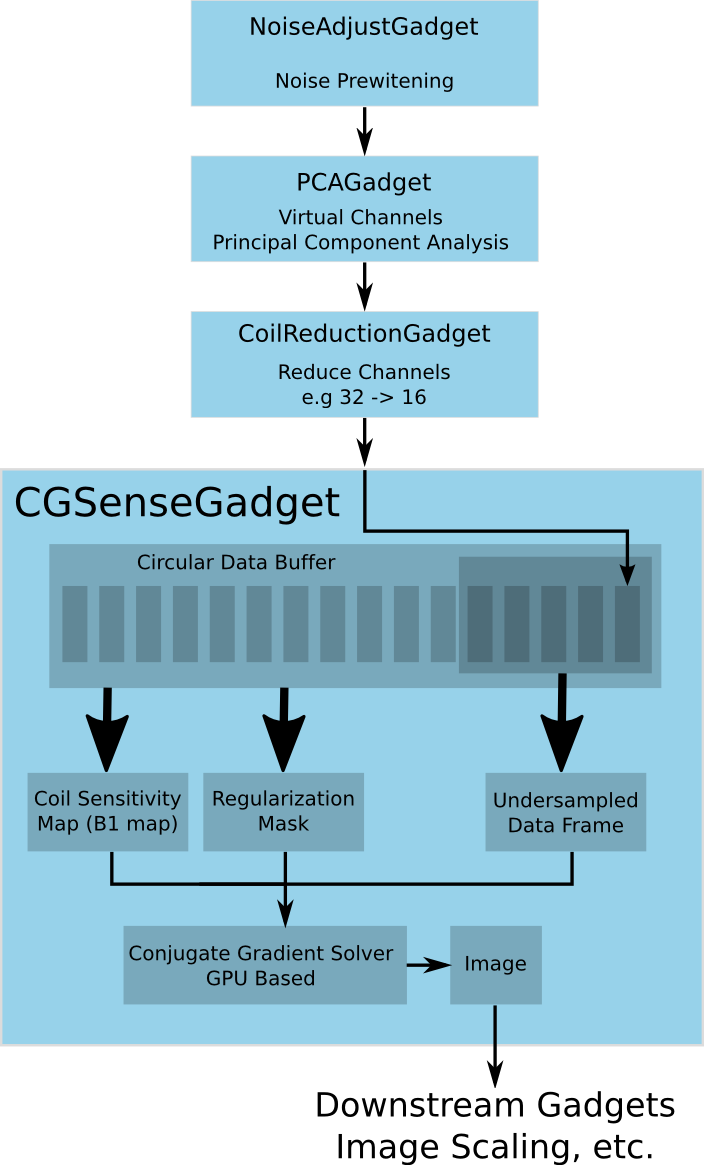 NoiseAdjustGadget
Noise Prewitening
PCAGadget
Virtual Channels
Principal Component Analysis
CoilReductionGadget
Reduce Channels
e.g 32 -> 16
CGSenseGadget
Circular Data Buffer
Coil Sensitivity
Map (B1 map)
Regularization
Mask
Undersampled
Data Frame
Conjugate Gradient Solver
GPU Based
Image
Downstream Gadgets
Image Scaling, etc.